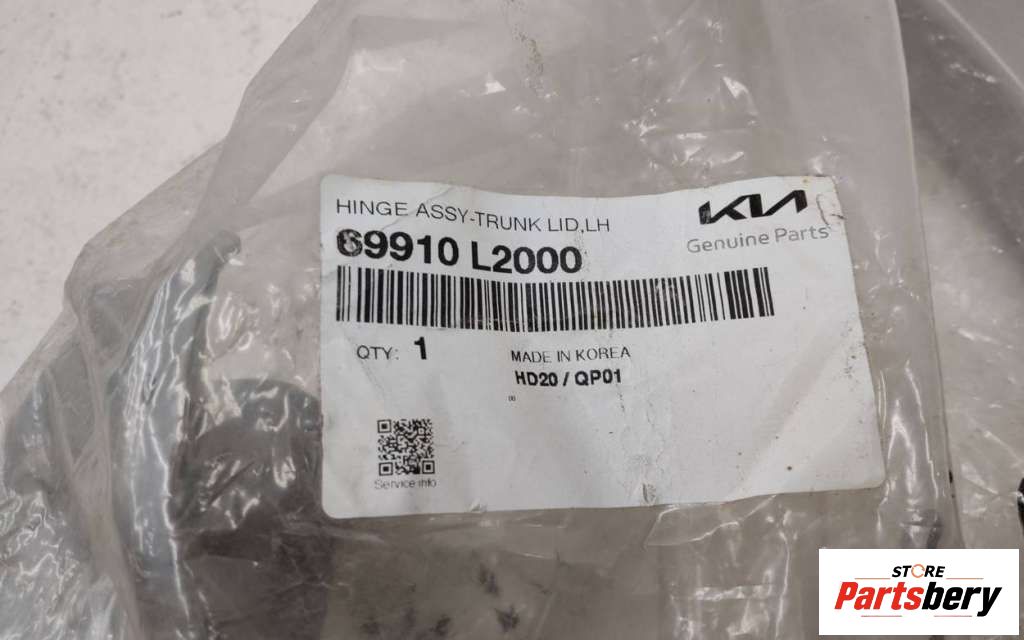 HINGE ASSY-TRUNK LID,LH
69910 L2000
KIA
Genuine Parts
QTY: 1
MADE IN KOREA
HD20 / QP01
Service info
STORE
Partsbery